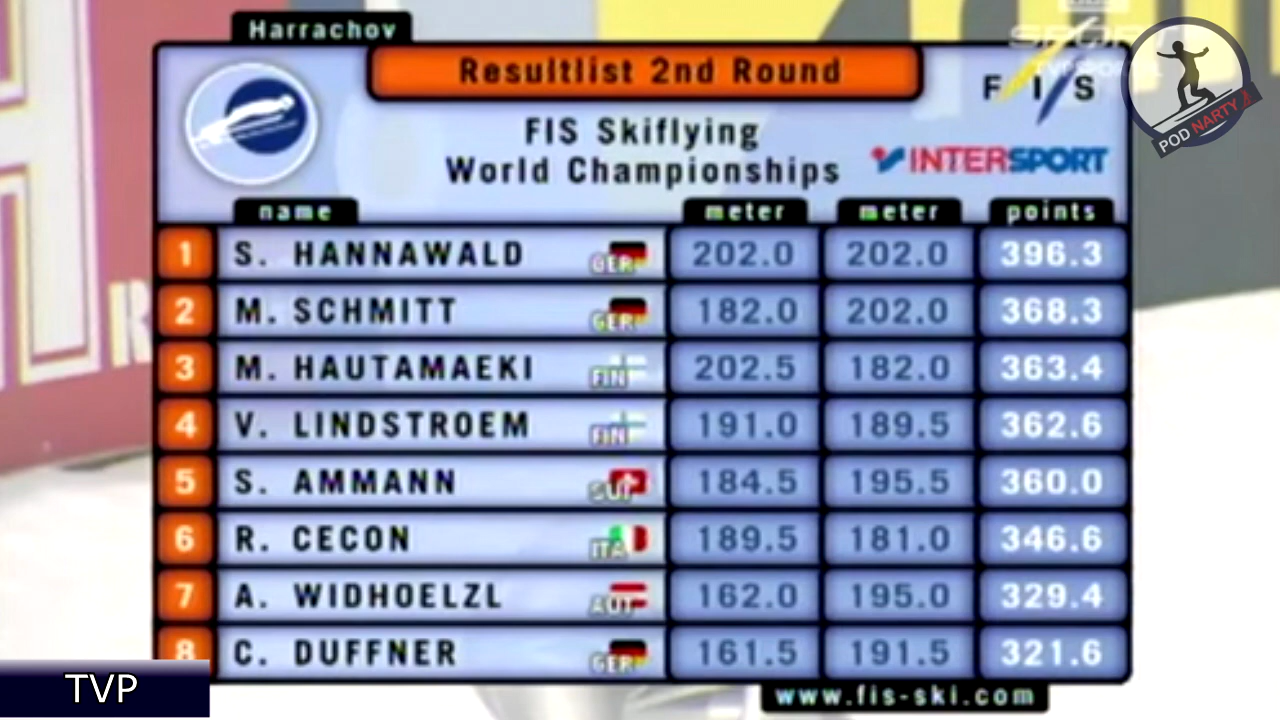 Harrachov
Resultlist 2nd Round
FIS Skiflying
World Championships
FIS
INTERSPORT
SPORT
POD NARTY
name meter meter points
1 S. HANNAWALD GER 202.0 202.0 396.3
2 M. SCHMITT GER 182.0 202.0 368.3
3 M. HAUTAMAEKI FIN 202.5 182.0 363.4
4 V. LINDSTROEM FIN 191.0 189.5 362.6
5 S. AMMANN SUI 184.5 195.5 360.0
6 R. CECON ITA 189.5 181.0 346.6
7 A. WIDHOELZL AUT 162.0 195.0 329.4
8 C. DUFFNER GER 161.5 191.5 321.6
www.fis-ski.com
TVP